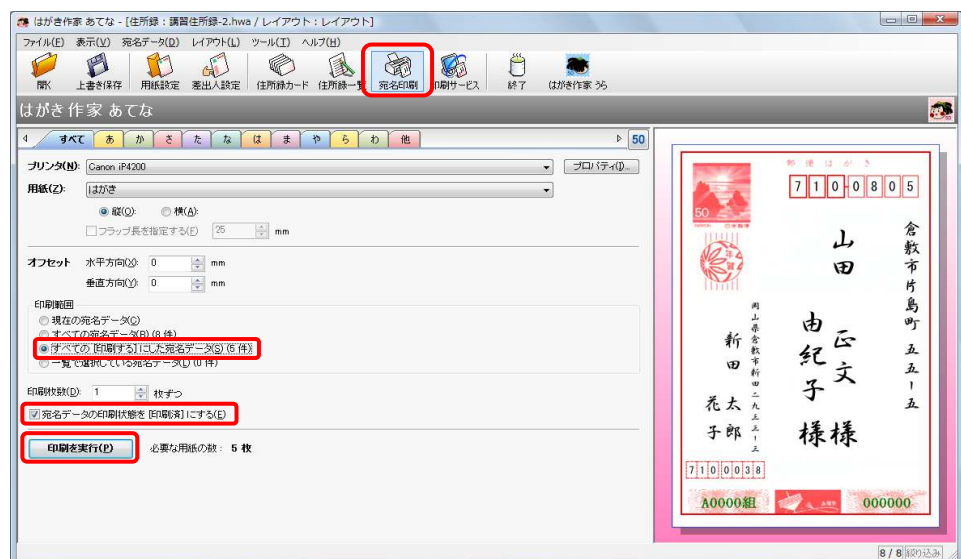 はがき作家 あてな - [住所録：講習住所録-2.hwa / レイアウト：レイアウト]
ファイル(F) 表示(V) 宛名データ(D) レイアウト(L) ツール(T) ヘルプ(H)
開く 上書き保存 用紙設定 差出人設定 住所録カード 住所録一覧 宛名印刷 印刷サービス 終了 はがき作家 うら
はがき作家 あてな
すべて あ か さ た な は ま や ら わ 他 50
プリンタ(N): Canon iP4200 プロパティ(I)...
用紙(Z): はがき
縦(O): 横(A):
フラップ長を指定する(F) 25 mm
オフセット 水平方向(X): 0 mm
垂直方向(Y): 0 mm
印刷範囲
現在の宛名データ(C)
すべての宛名データ(B) (8 件)
すべての [印刷する] にした宛名データ(S) (5 件)
一覧で選択している宛名データ(L) (0 件)
印刷枚数(D): 1 枚ずつ
宛名データの印刷状態を [印刷済] にする(E)
印刷を実行(P) 必要な用紙の数： 5 枚
郵便はがき
50
7100805
倉敷市片島町 五五ー五
山田 正文 様
由紀子 様
岡山県倉敷市新田二九三三ー三
新田 太郎
花子
7100038
A0000組 000000
8 / 8 絞り込み